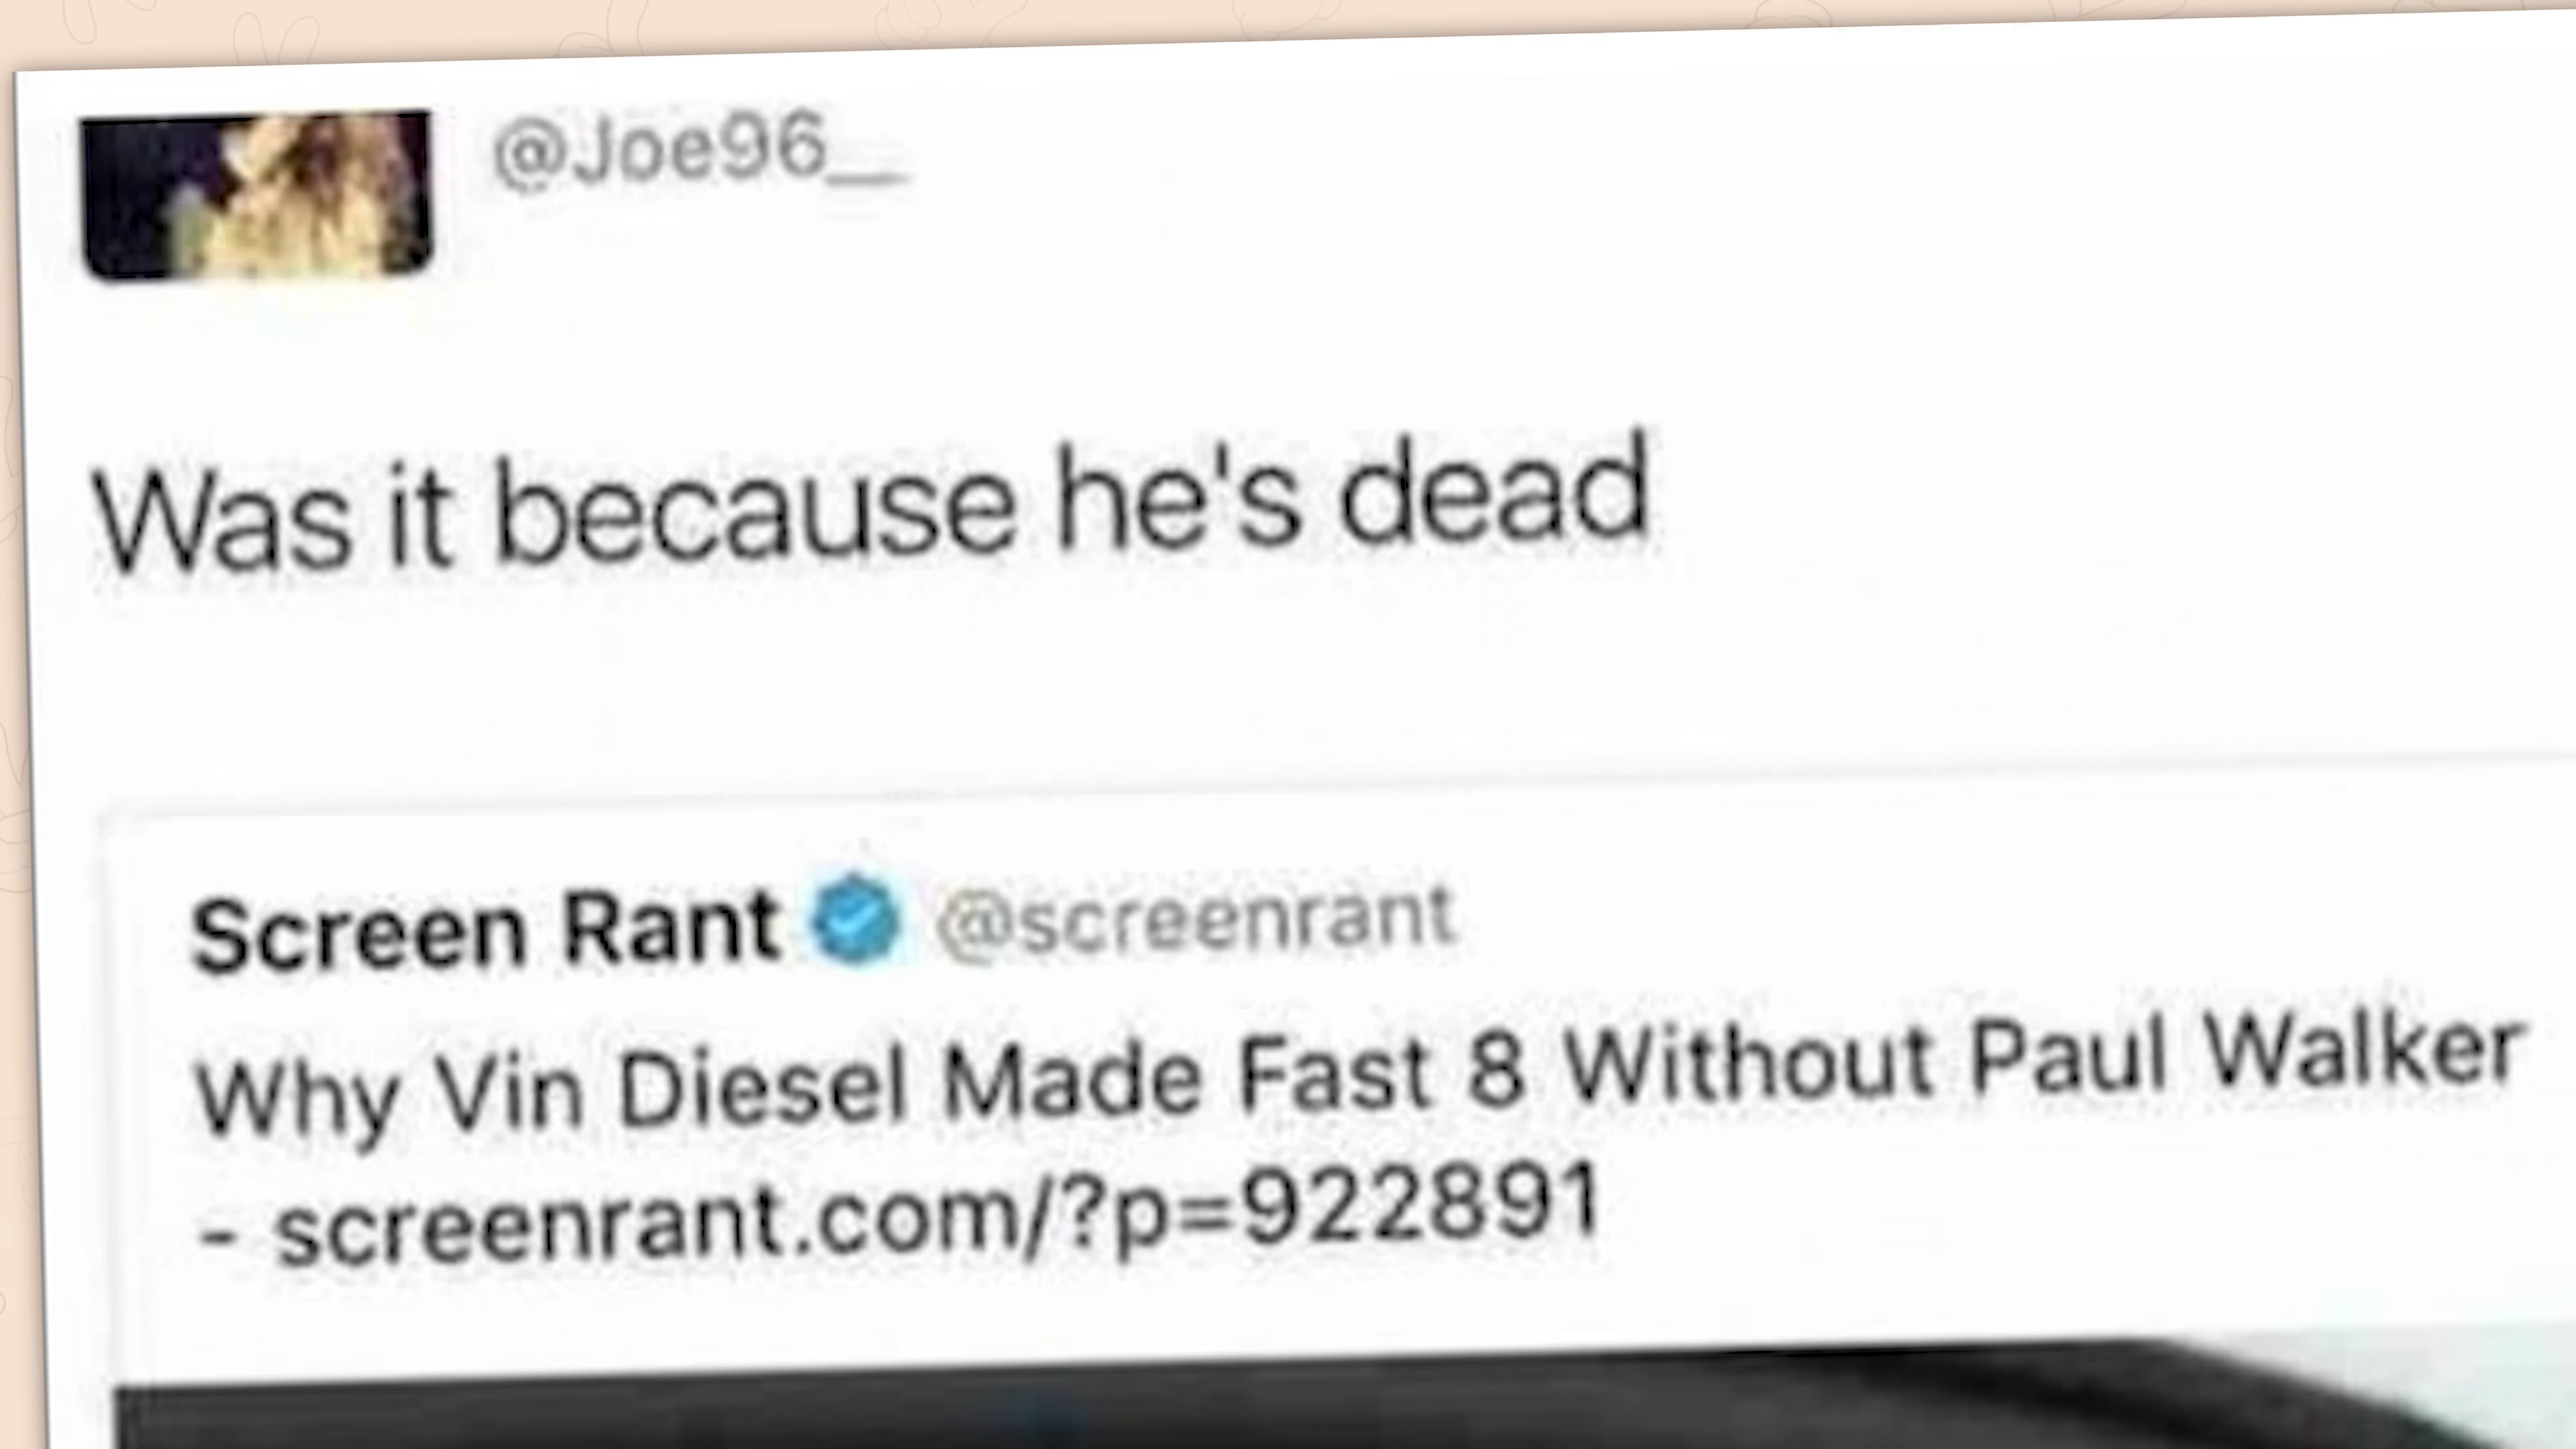 @Joe96__
Was it because he's dead
Screen Rant @screenrant
Why Vin Diesel Made Fast 8 Without Paul Walker
- screenrant.com/?p=922891